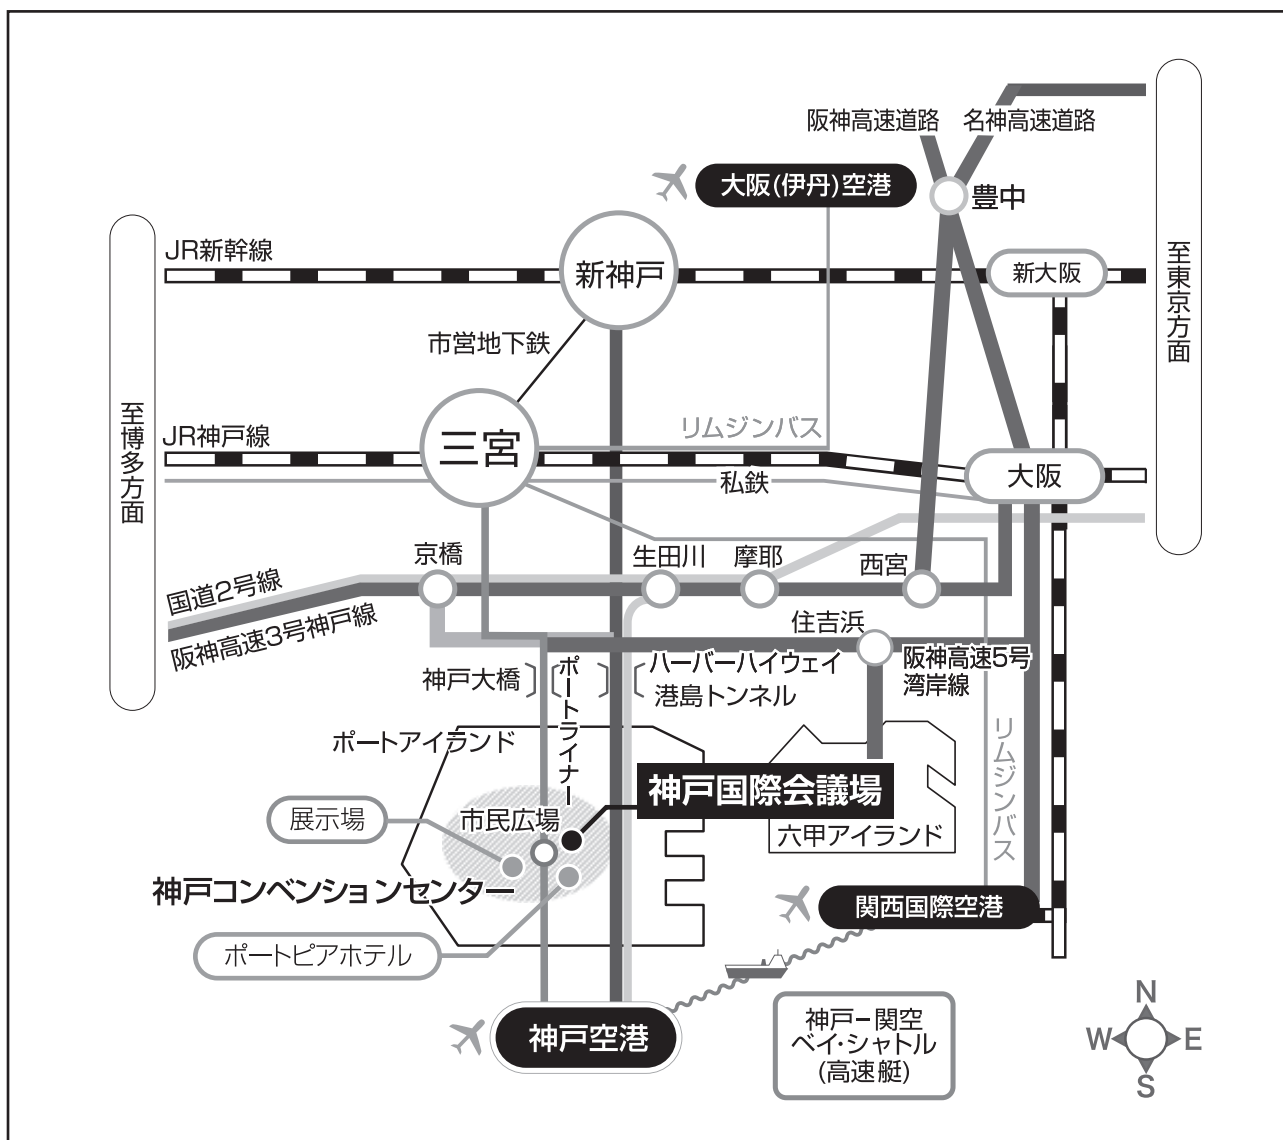 阪神高速道路
名神高速道路
大阪(伊丹)空港
豊中
JR新幹線
新神戸
新大阪
至東京方面
市営地下鉄
至博多方面
JR神戸線
三宮
リムジンバス
私鉄
大阪
京橋
生田川
摩耶
西宮
国道2号線
阪神高速3号神戸線
住吉浜
阪神高速5号
湾岸線
神戸大橋
ポートライナー
ハーバーハイウェイ
港島トンネル
ポートアイランド
リムジンバス
神戸国際会議場
展示場
市民広場
六甲アイランド
神戸コンベンションセンター
関西国際空港
ポートピアホテル
神戸空港
神戸－関空
ベイ・シャトル
(高速艇)
N
W
E
S